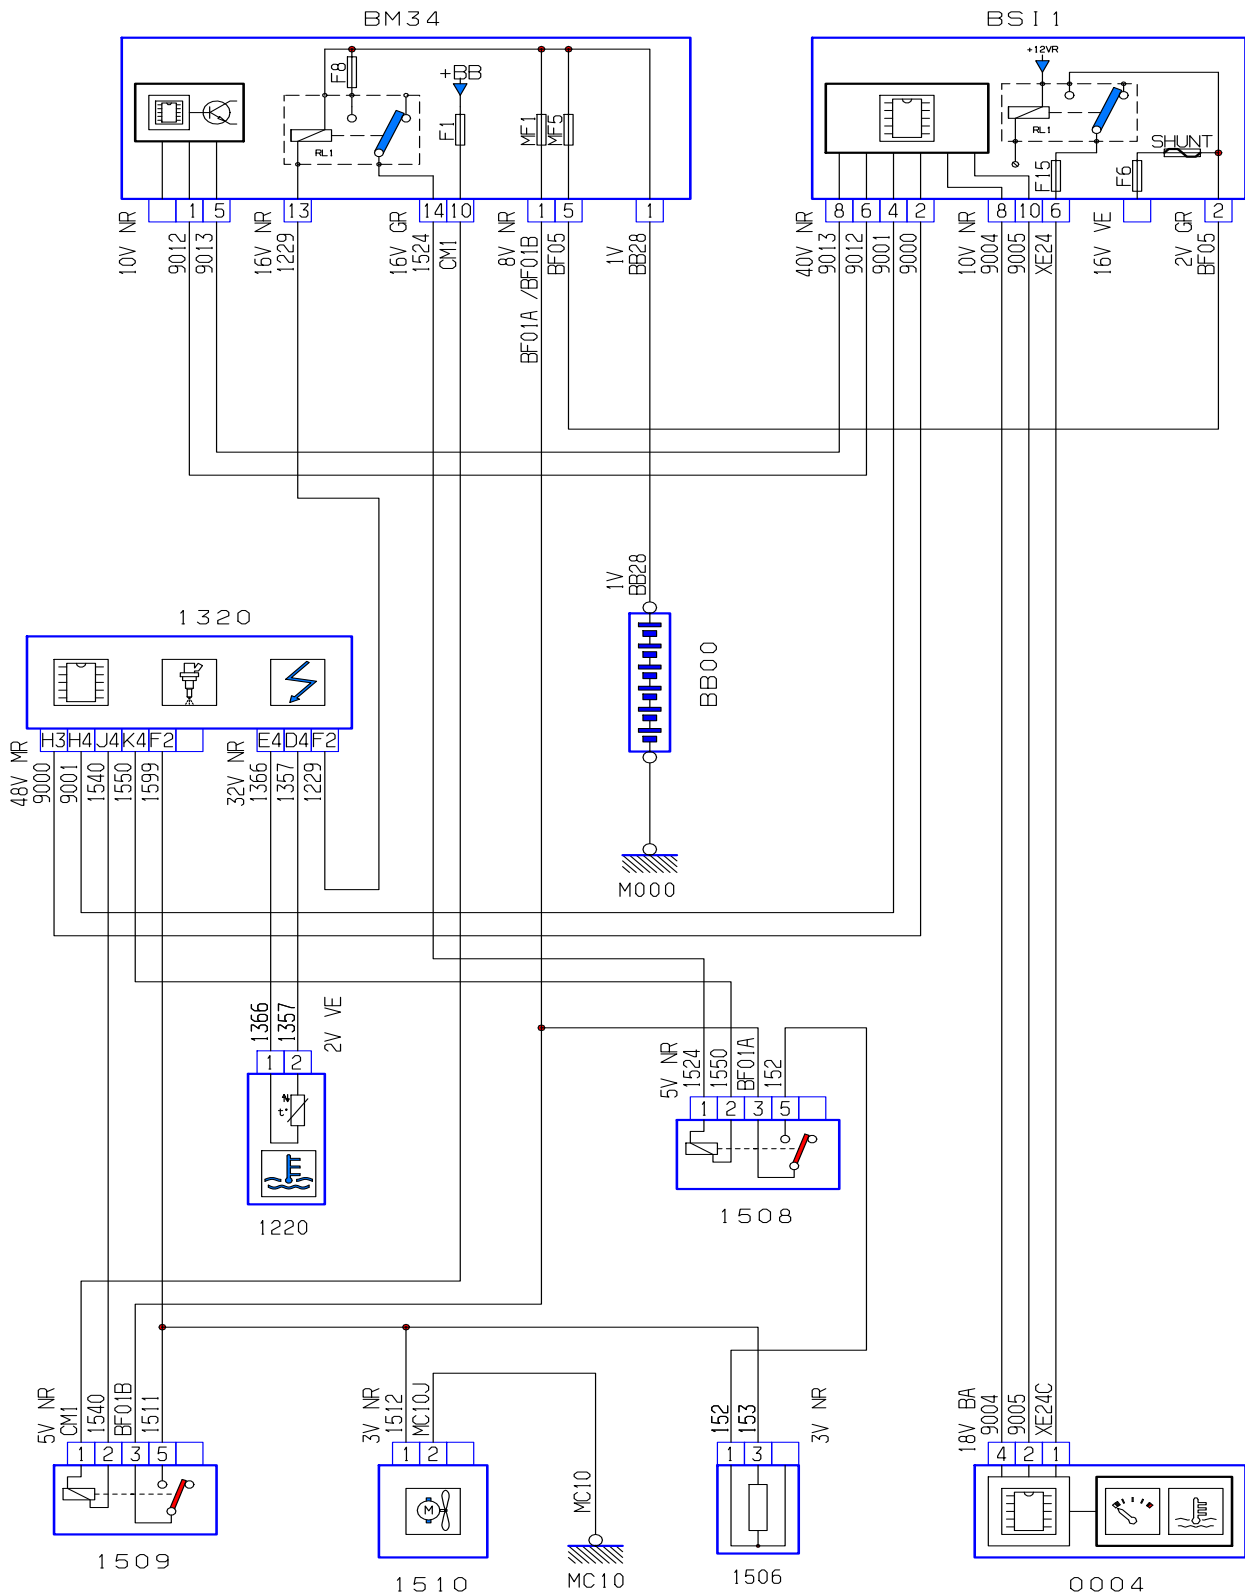 BM34
BSI1
F8
+BB
F1
MF1
MF5
RL1
+12VR
RL1
SHUNT
F15
F6
1 5
13
14 10
1 5
1
8 6 4 2
8 10 6
2
10V NR
9012
9013
16V NR
1229
16V GR
1524
CM1
8V NR
BF01A /BF01B
BF05
1V
BB28
40V NR
9013
9012
9001
9000
10V NR
9004
9005
XE24
16V VE
2V GR
BF05
1V
BB28
BB00
M000
1320
H3 H4 J4 K4 F2
E4 D4 F2
48V MR
9000
9001
1540
1550
1599
32V NR
1366
1357
1229
1366
1357
2V VE
1 2
t°
1220
5V NR
1524
1550
BF01A
152
1 2 3 5
1508
5V NR
CM1
1540
BF01B
1511
1 2 3 5
1509
3V NR
1512
MC10J
1 2
M
1510
MC10
MC10
152
153
3V NR
1 3
1506
18V BA
9004
9005
XE24C
4 2 1
0004